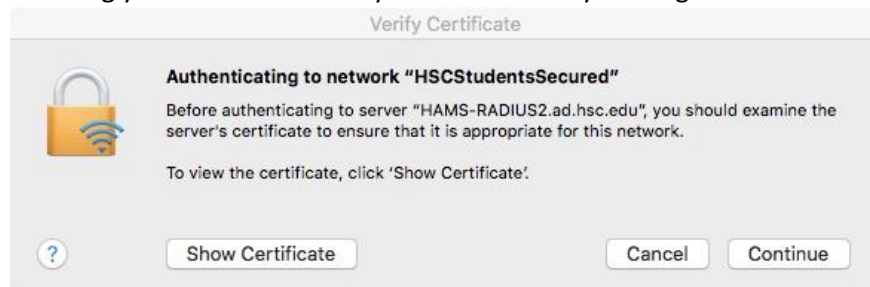 Verify Certificate
Authenticating to network “HSCStudentsSecured”
Before authenticating to server “HAMS-RADIUS2.ad.hsc.edu”, you should examine the
server’s certificate to ensure that it is appropriate for this network.
To view the certificate, click ‘Show Certificate’.
? Show Certificate Cancel Continue